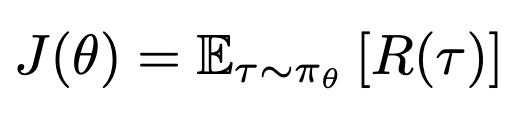 J(θ) = 𝔼_{τ∼π_θ} [R(τ)]